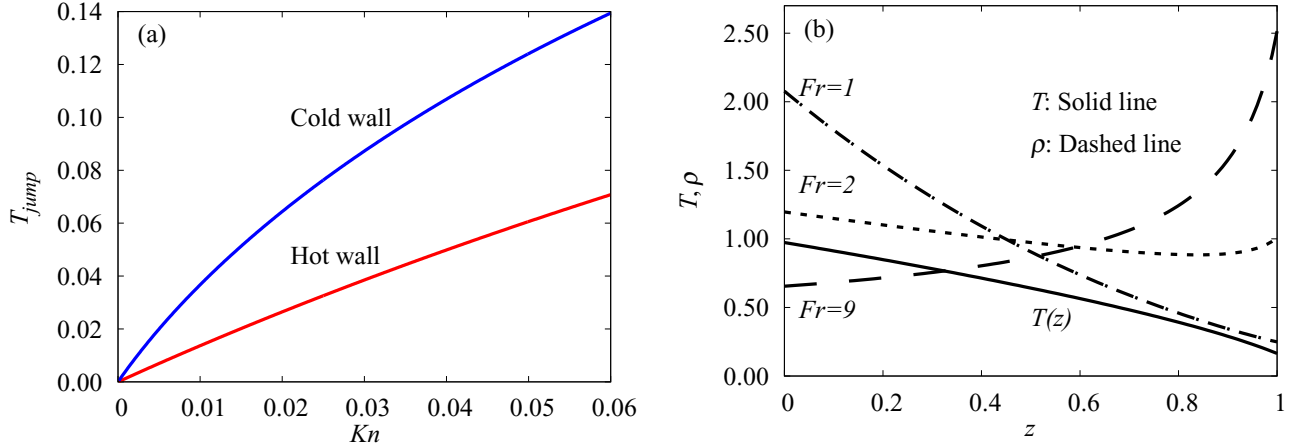 (a)
0.14
0.12
0.10
0.08
0.06
0.04
0.02
0.00
T_jump
Cold wall
Hot wall
0 0.01 0.02 0.03 0.04 0.05 0.06
Kn
(b)
2.50
2.00
1.50
1.00
0.50
0.00
T, ρ
Fr=1
T: Solid line
ρ: Dashed line
Fr=2
Fr=9
T(z)
0 0.2 0.4 0.6 0.8 1
z